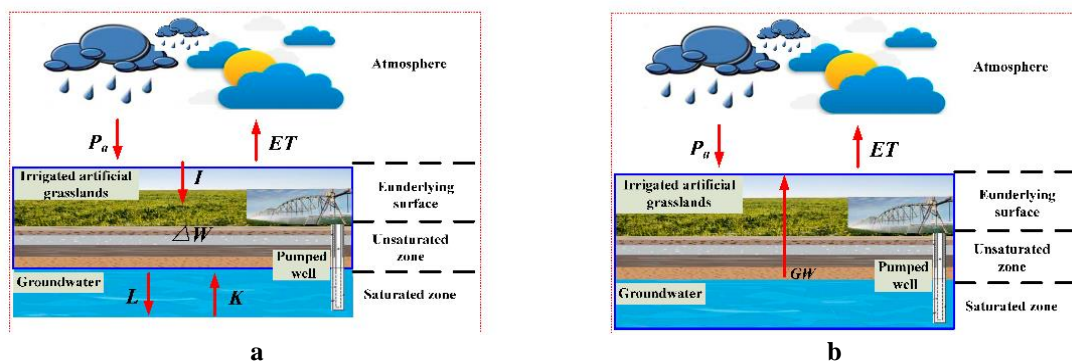 Atmosphere
Pa
ET
Irrigated artificial
grasslands
I
Eunderlying
surface
△W
Unsaturated
zone
Pumped
well
Groundwater
L
K
Saturated zone
a
Atmosphere
Pa
ET
Irrigated artificial
grasslands
Eunderlying
surface
Unsaturated
zone
Pumped
well
GW
Groundwater
Saturated zone
b